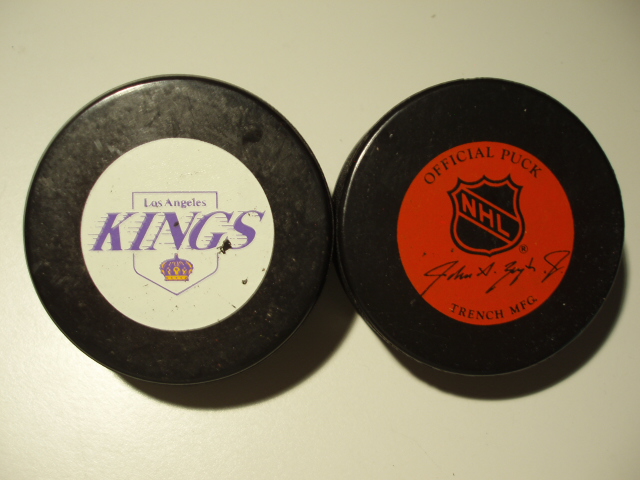 Los Angeles
KINGS
OFFICIAL PUCK
NHL
®
TRENCH MFG.